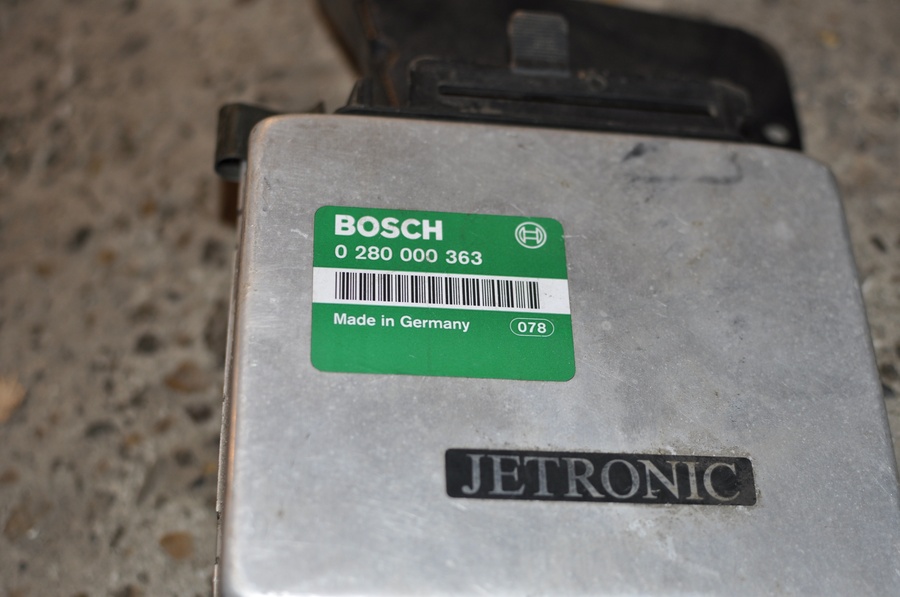 BOSCH
0 280 000 363
Made in Germany
078
JETRONIC